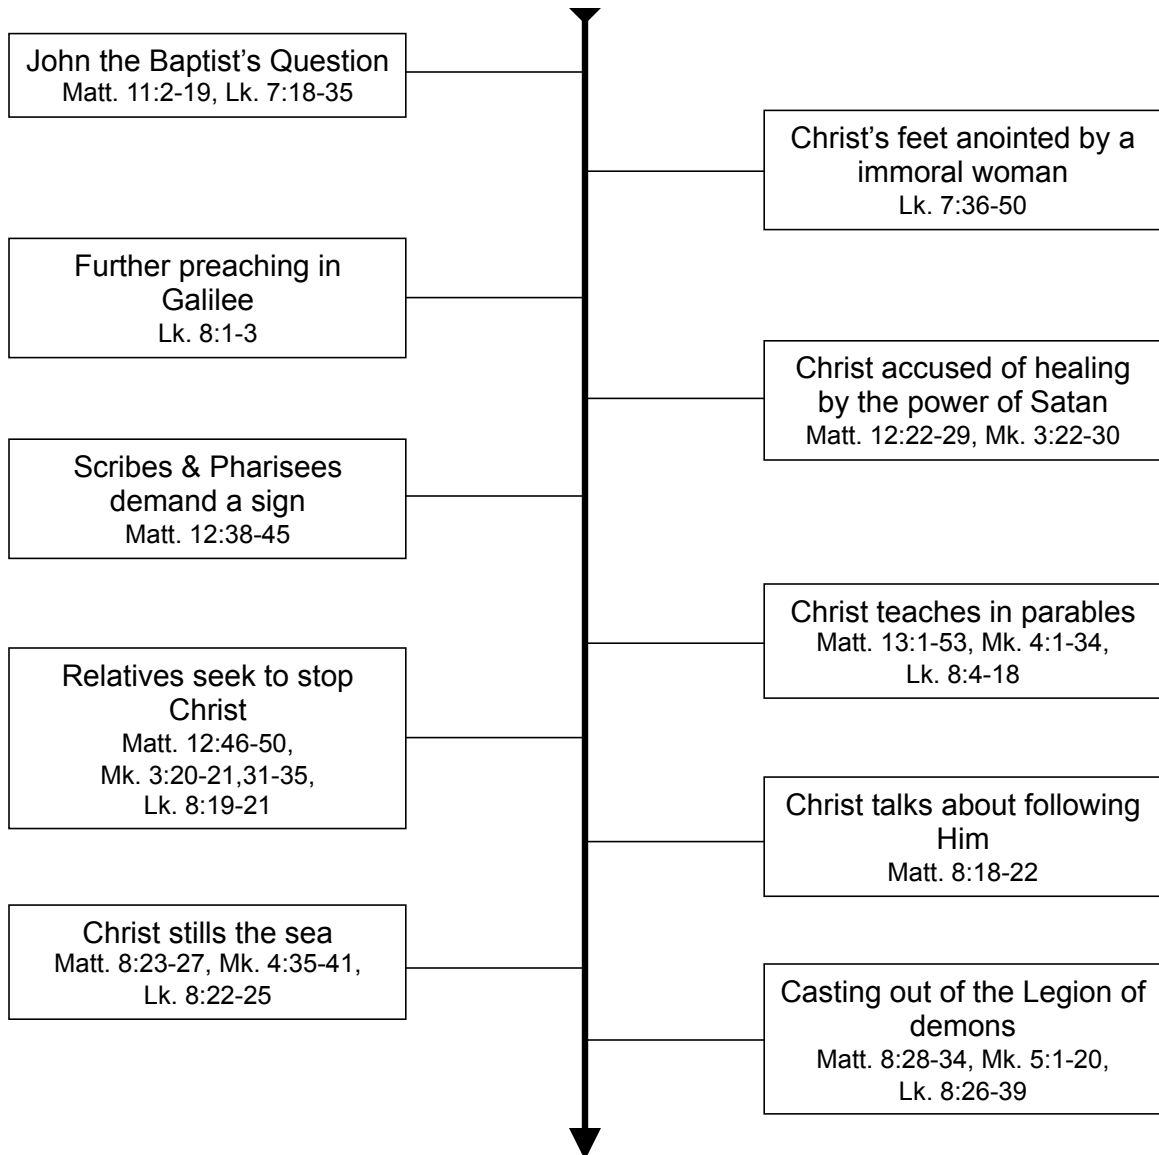 John the Baptist’s Question
Matt. 11:2-19, Lk. 7:18-35
Christ’s feet anointed by a
immoral woman
Lk. 7:36-50
Further preaching in
Galilee
Lk. 8:1-3
Christ accused of healing
by the power of Satan
Matt. 12:22-29, Mk. 3:22-30
Scribes & Pharisees
demand a sign
Matt. 12:38-45
Christ teaches in parables
Matt. 13:1-53, Mk. 4:1-34,
Lk. 8:4-18
Relatives seek to stop
Christ
Matt. 12:46-50,
Mk. 3:20-21,31-35,
Lk. 8:19-21
Christ talks about following
Him
Matt. 8:18-22
Christ stills the sea
Matt. 8:23-27, Mk. 4:35-41,
Lk. 8:22-25
Casting out of the Legion of
demons
Matt. 8:28-34, Mk. 5:1-20,
Lk. 8:26-39